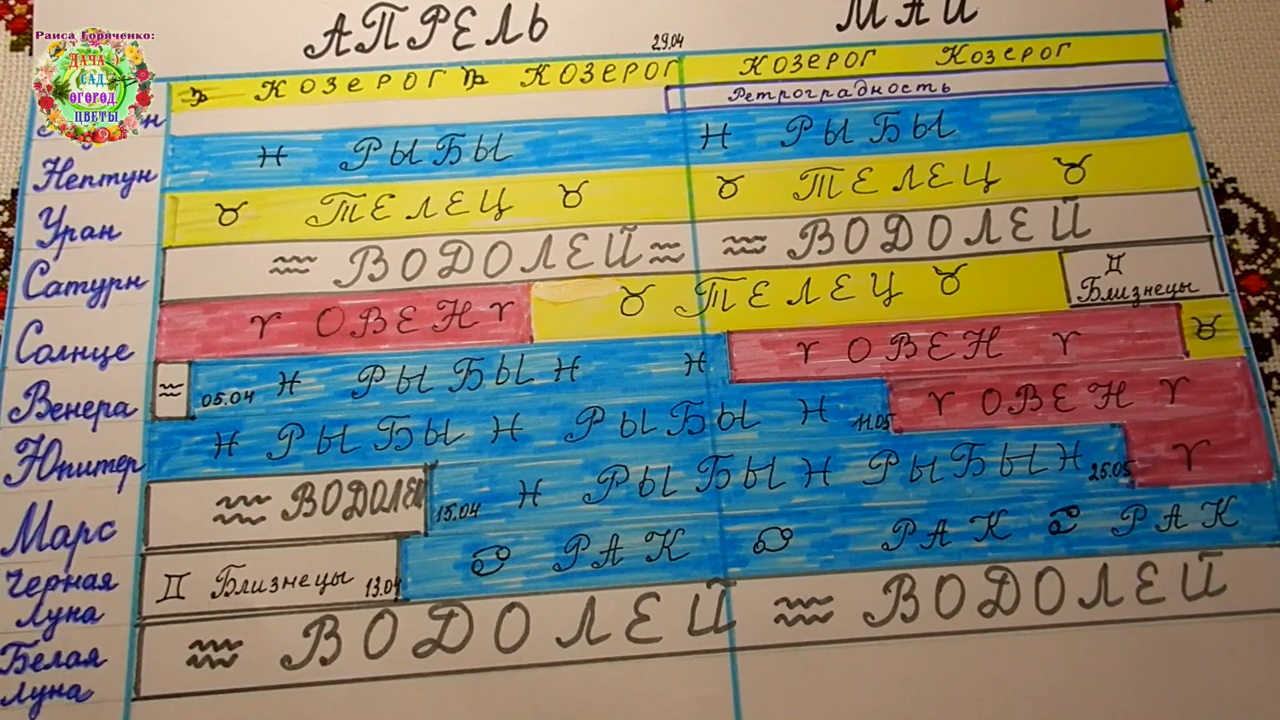 Раиса Горяченко:
ДАЧА
САД
ОГОРОД,
ЦВЕТЫ
АПРЕЛЬ МАЙ
29.04
КОЗЕРОГ ♑ КОЗЕРОГ КОЗЕРОГ КОЗЕРОГ
Ретроградность
Нептун ♓ РЫБЫ ♓ РЫБЫ
Уран ♉ ТЕЛЕЦ ♉ ♉ ТЕЛЕЦ ♉
Сатурн ♒ ВОДОЛЕЙ ♒ ♒ ВОДОЛЕЙ
Солнце ♈ ОВЕН ♈ ♉ ТЕЛЕЦ ♉ ♊ Близнецы
Венера ♒ 05.04 ♓ РЫБЫ ♓ ♓ ♈ ОВЕН ♈ ♉
Юпитер ♓ РЫБЫ ♓ РЫБЫ ♓ 11.05 ♈ ОВЕН ♈
Марс ♒ ВОДОЛЕЙ 15.04 ♓ РЫБЫ ♓ РЫБЫ ♓ 25.05 ♈
Черная Луна ♊ Близнецы 13.04 ♋ РАК ♋ РАК ♋ РАК
Белая Луна ♒ ВОДОЛЕЙ ♒ ВОДОЛЕЙ